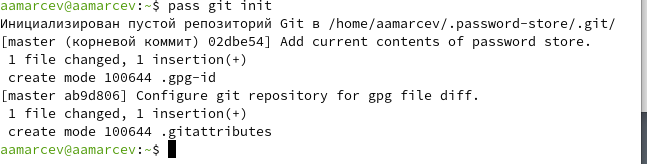 aamarcev@aamarcev:~$ pass git init
Инициализирован пустой репозиторий Git в /home/aamarcev/.password-store/.git/
[master (корневой коммит) 02dbe54] Add current contents of password store.
 1 file changed, 1 insertion(+)
 create mode 100644 .gpg-id
[master ab9d806] Configure git repository for gpg file diff.
 1 file changed, 1 insertion(+)
 create mode 100644 .gitattributes
aamarcev@aamarcev:~$